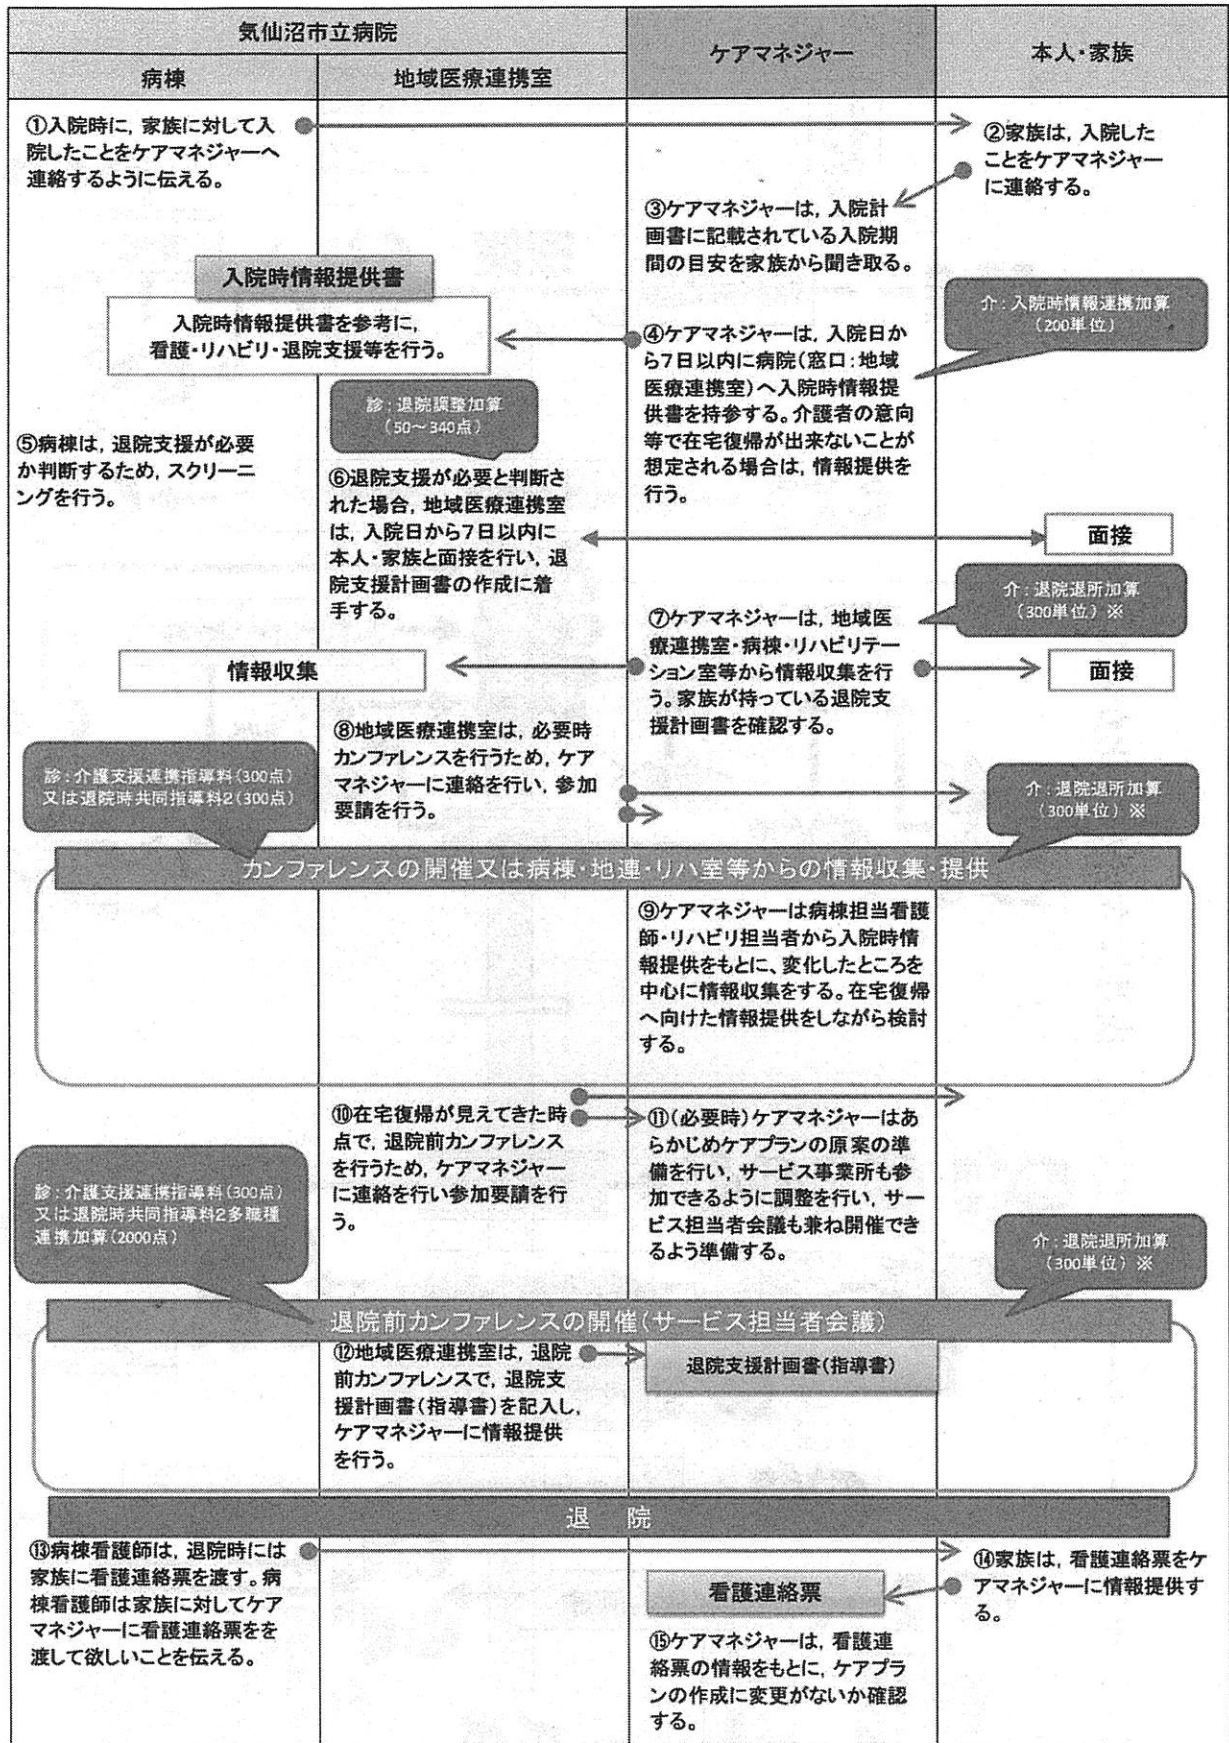 気仙沼市立病院
ケアマネジャー
本人・家族
病棟
地域医療連携室
①入院時に，家族に対して入
院したことをケアマネジャーへ
連絡するように伝える。
②家族は，入院した
ことをケアマネジャー
に連絡する。
③ケアマネジャーは，入院計
画書に記載されている入院期
間の目安を家族から聞き取る。
入院時情報提供書
入院時情報提供書を参考に，
看護・リハビリ・退院支援等を行う。
介：入院時情報連携加算
（200単位）
④ケアマネジャーは，入院日か
ら7日以内に病院（窓口：地域
医療連携室）へ入院時情報提
供書を持参する。介護者の意向
等で在宅復帰が出来ないことが
想定される場合は，情報提供を
行う。
診：退院調整加算
（50～340点）
⑤病棟は，退院支援が必要
か判断するため，スクリーニ
ングを行う。
⑥退院支援が必要と判断さ
れた場合，地域医療連携室
は，入院日から7日以内に
本人・家族と面接を行い，退
院支援計画書の作成に着
手する。
面接
介：退院退所加算
（300単位）※
⑦ケアマネジャーは，地域医
療連携室・病棟・リハビリテー
ション室等から情報収集を行
う。家族が持っている退院支
援計画書を確認する。
情報収集
面接
⑧地域医療連携室は，必要時
カンファレンスを行うため，ケア
マネジャーに連絡を行い，参加
要請を行う。
診：介護支援連携指導料（300点）
又は退院時共同指導料2（300点）
介：退院退所加算
（300単位）※
カンファレンスの開催又は病棟・地連・リハ室等からの情報収集・提供
⑨ケアマネジャーは病棟担当看護
師・リハビリ担当者から入院時情
報提供をもとに、変化したところを
中心に情報収集をする。在宅復帰
へ向けた情報提供をしながら検討
する。
⑩在宅復帰が見えてきた時
点で，退院前カンファレンス
を行うため，ケアマネジャー
に連絡を行い参加要請を行
う。
⑪（必要時）ケアマネジャーはあ
らかじめケアプランの原案の準
備を行い，サービス事業所も参
加できるように調整を行い，サー
ビス担当者会議も兼ね開催でき
るよう準備する。
診：介護支援連携指導料（300点）
又は退院時共同指導料2多職種
連携加算（2000点）
介：退院退所加算
（300単位）※
退院前カンファレンスの開催（サービス担当者会議）
⑫地域医療連携室は，退院
前カンファレンスで，退院支
援計画書（指導書）を記入し，
ケアマネジャーに情報提供
を行う。
退院支援計画書（指導書）
退　院
⑬病棟看護師は，退院時には
家族に看護連絡票を渡す。病
棟看護師は家族に対してケア
マネジャーに看護連絡票をを
渡して欲しいことを伝える。
⑭家族は，看護連絡票をケ
アマネジャーに情報提供す
る。
看護連絡票
⑮ケアマネジャーは，看護連
絡票の情報をもとに，ケアプラ
ンの作成に変更がないか確認
する。